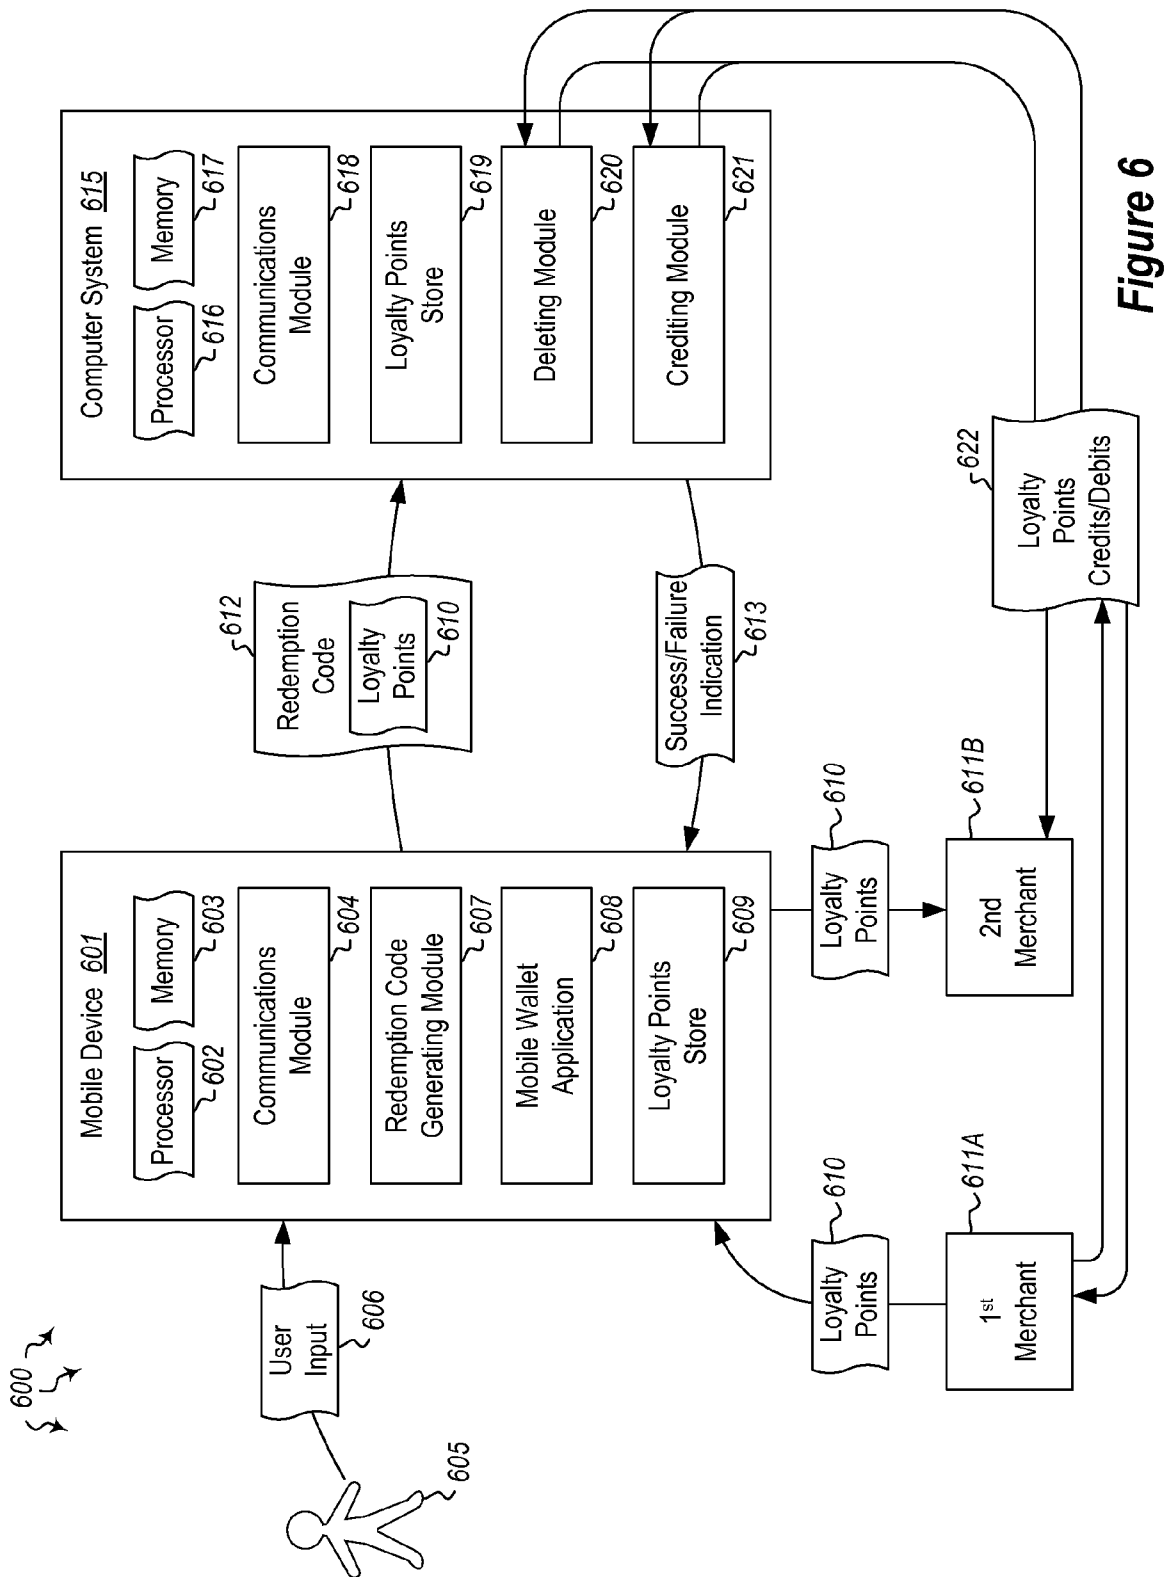 600
605
User
Input
606
Mobile Device 601
Processor
602
Memory
603
Communications
Module
604
Redemption Code
Generating Module
607
Mobile Wallet
Application
608
Loyalty Points
Store
609
612
Redemption
Code
Loyalty
Points
610
Success/Failure
Indication
613
Computer System 615
Processor
616
Memory
617
Communications
Module
618
Loyalty Points
Store
619
Deleting Module
620
Crediting Module
621
Loyalty
Points
610
1st
Merchant
611A
Loyalty
Points
610
2nd
Merchant
611B
Loyalty
Points
Credits/Debits
622
Figure 6